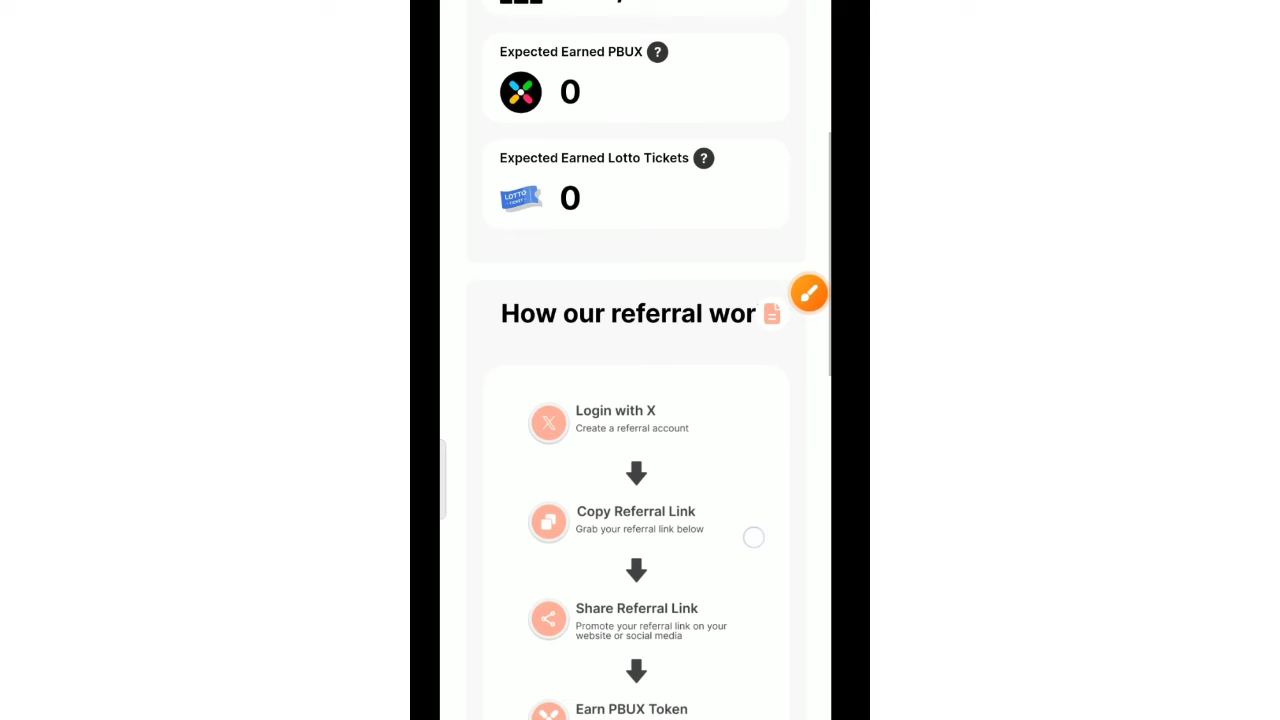 Expected Earned PBUX ?
0
Expected Earned Lotto Tickets ?
LOTTO
TICKET
0
How our referral wor
Login with X
Create a referral account
Copy Referral Link
Grab your referral link below
Share Referral Link
Promote your referral link on your
website or social media
Earn PBUX Token